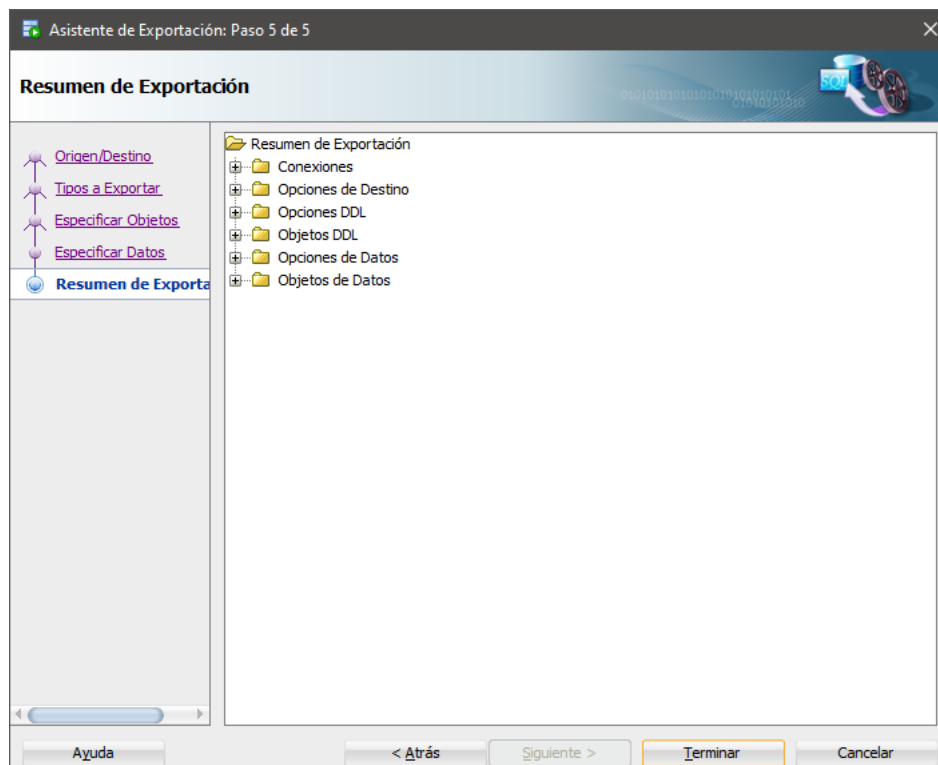 Asistente de Exportación: Paso 5 de 5
Resumen de Exportación
SQL
Origen/Destino
Tipos a Exportar
Especificar Objetos
Especificar Datos
Resumen de Exporta
Resumen de Exportación
Conexiones
Opciones de Destino
Opciones DDL
Objetos DDL
Opciones de Datos
Objetos de Datos
Ayuda
< Atrás
Siguiente >
Terminar
Cancelar